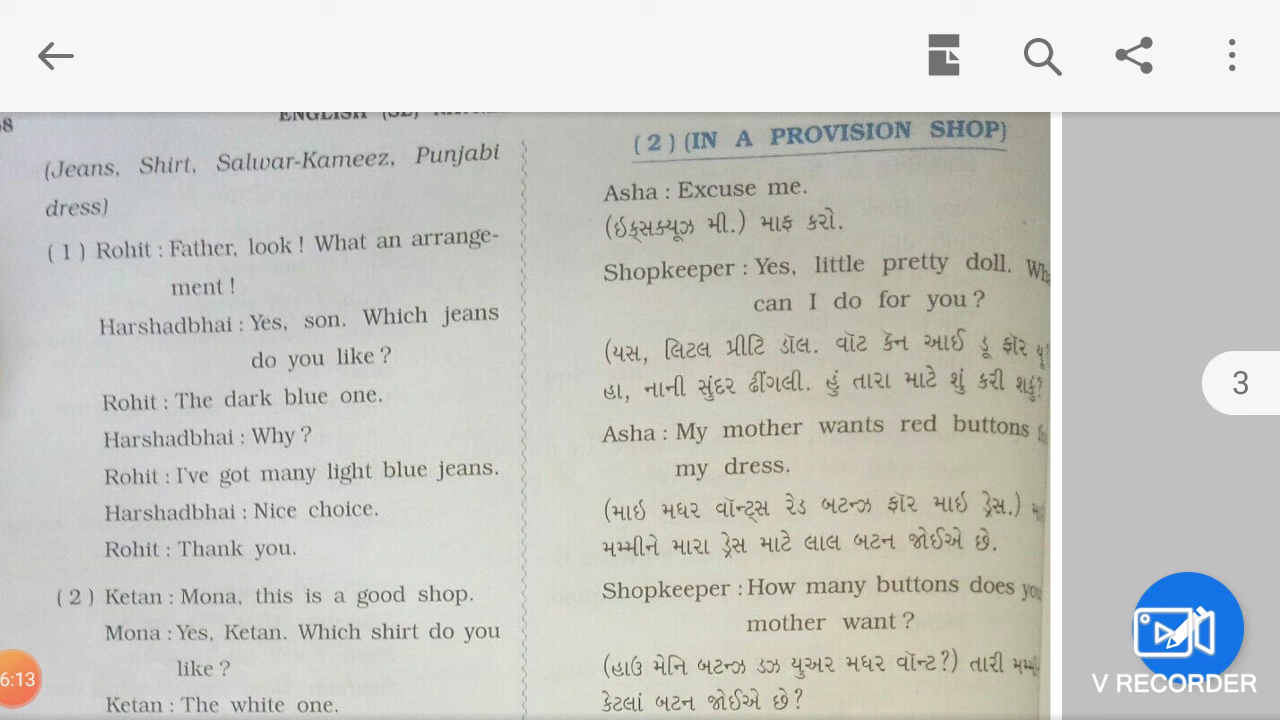 (Jeans, Shirt, Salwar-Kameez, Punjabi
dress)
( 1 ) Rohit : Father, look ! What an arrange-
ment !
Harshadbhai : Yes, son. Which jeans
do you like ?
Rohit : The dark blue one.
Harshadbhai : Why ?
Rohit : I've got many light blue jeans.
Harshadbhai : Nice choice.
Rohit : Thank you.
( 2 ) Ketan : Mona, this is a good shop.
Mona : Yes, Ketan. Which shirt do you
like ?
Ketan : The white one.
( 2 ) (IN A PROVISION SHOP)
Asha : Excuse me.
(ઈક્સક્યૂઝ મી.) માફ કરો.
Shopkeeper : Yes, little pretty doll.
can I do for you ?
(યસ, લિટલ પ્રીટિ ડૉલ. વૉટ કૅન આઈ ડૂ ફૉર
હા, નાની સુંદર ઢીંગલી. હું તારા માટે શું કરી શકું?
Asha : My mother wants red buttons
my dress.
(માઇ મધર વૉન્ટ્સ રેડ બટન્ઝ ફૉર માઇ ડ્રેસ.)
મમ્મીને મારા ડ્રેસ માટે લાલ બટન જોઈએ છે.
Shopkeeper : How many buttons does
mother want ?
(હાઉ મેનિ બટન્ઝ ડઝ યુઅર મધર વૉન્ટ?) તારી
કેટલાં બટન જોઈએ છે?
3
6:13
V RECORDER